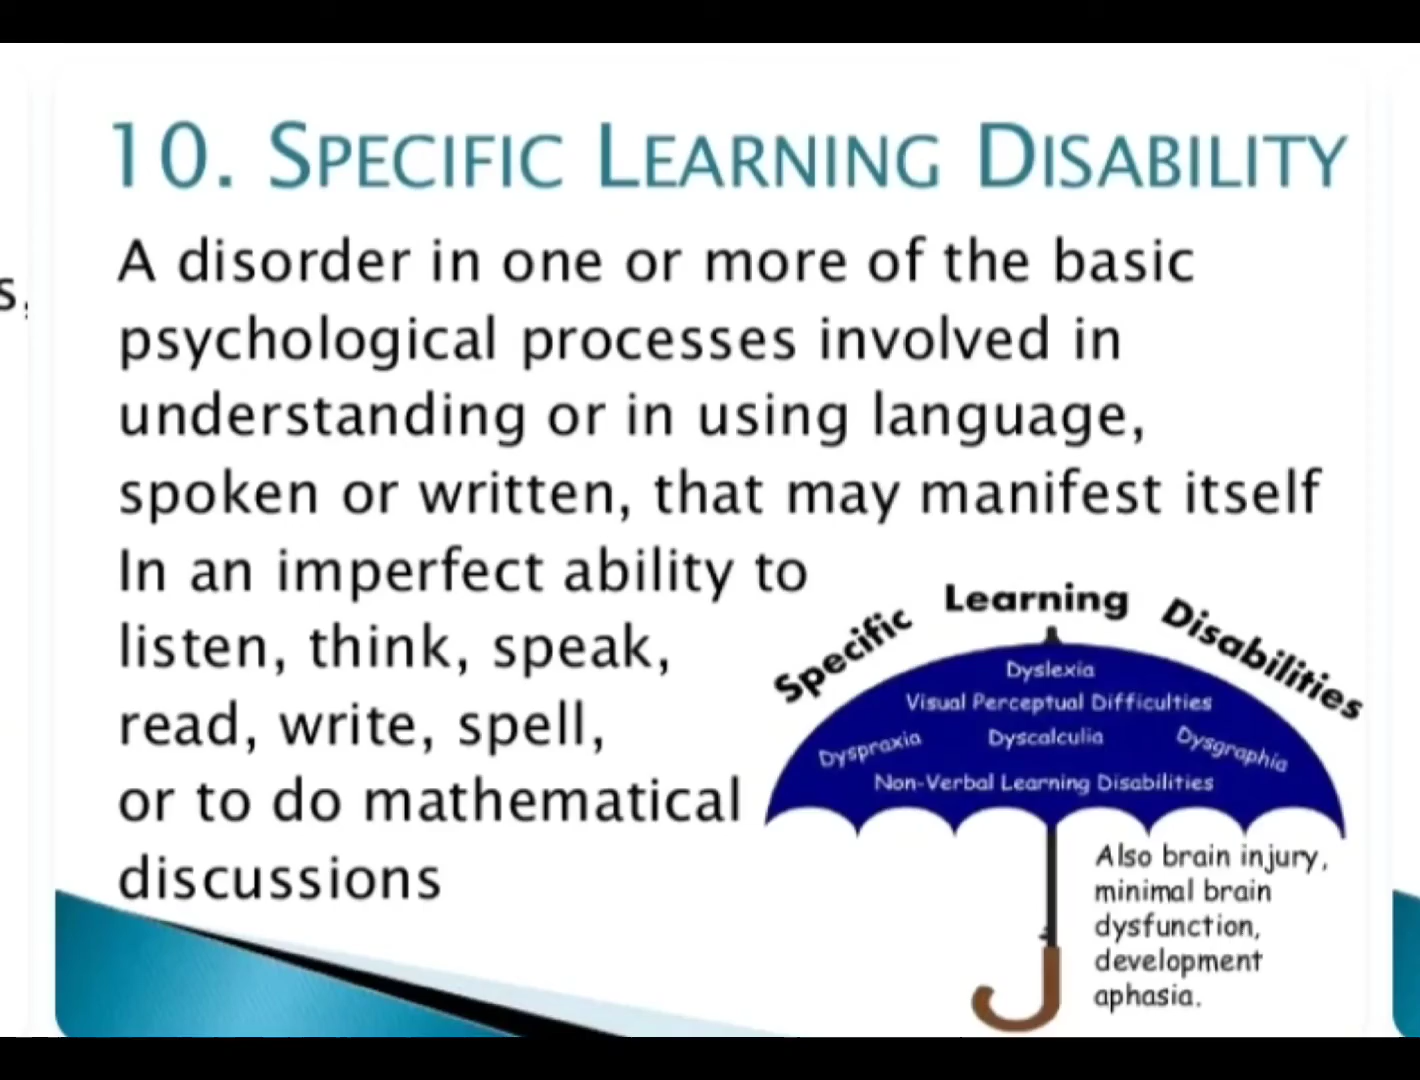 10. SPECIFIC LEARNING DISABILITY
A disorder in one or more of the basic
psychological processes involved in
understanding or in using language,
spoken or written, that may manifest itself
In an imperfect ability to
listen, think, speak,
read, write, spell,
or to do mathematical
discussions
Specific Learning Disabilities
Dyslexia
Visual Perceptual Difficulties
Dyspraxia Dyscalculia Dysgraphia
Non-Verbal Learning Disabilities
Also brain injury,
minimal brain
dysfunction,
development
aphasia.